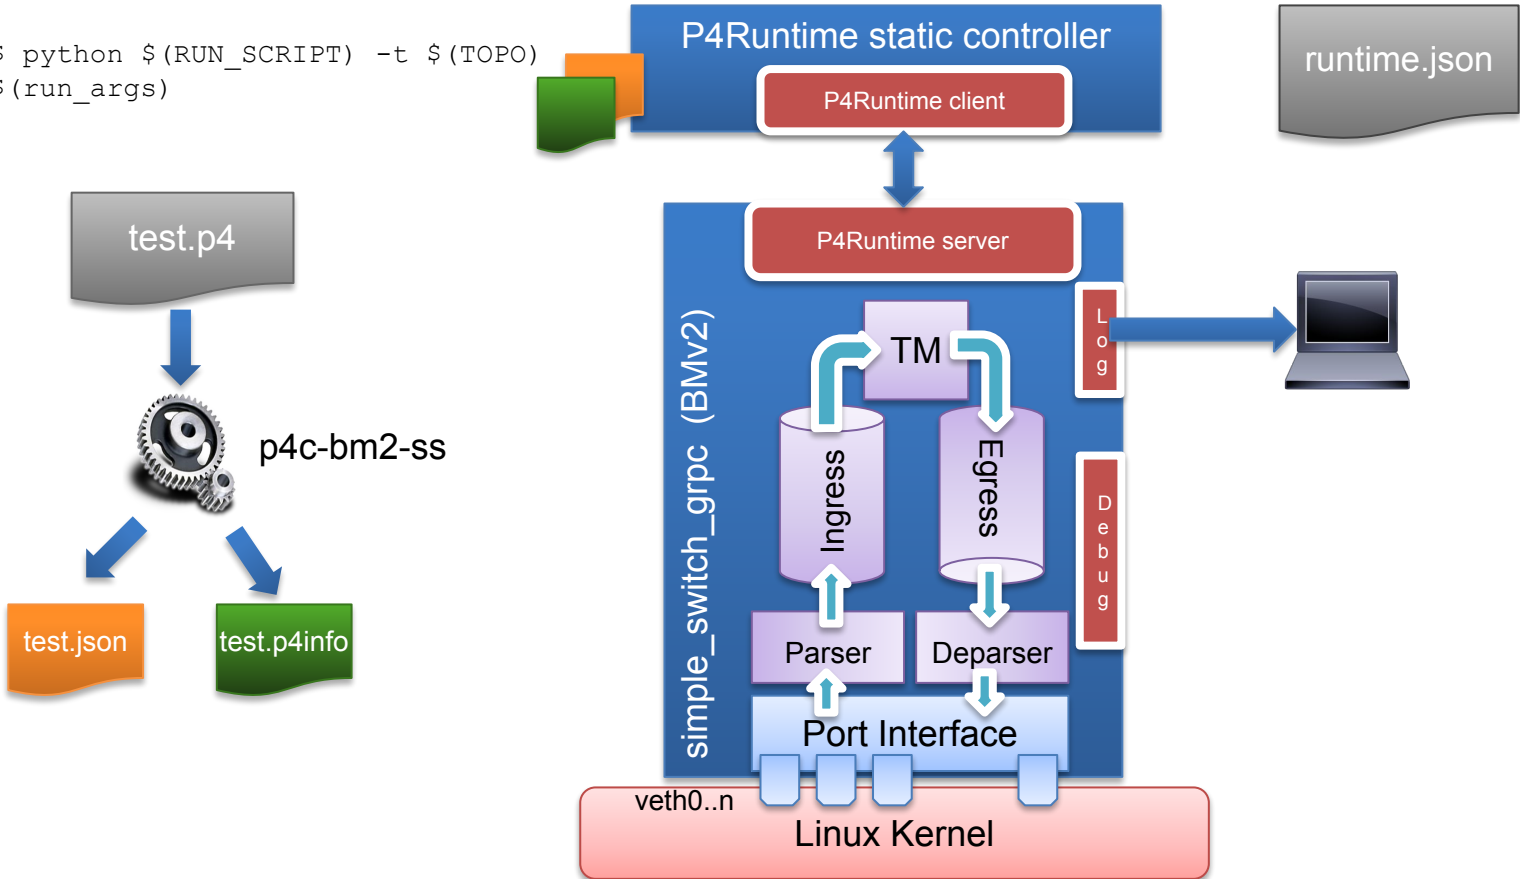 $ python $(RUN_SCRIPT) -t $(TOPO)
$(run_args)
P4Runtime static controller
P4Runtime client
runtime.json
test.p4
P4Runtime server
p4c-bm2-ss
test.json
test.p4info
simple_switch_grpc (BMv2)
TM
Log
Ingress
Egress
Debug
Parser
Deparser
Port Interface
veth0..n
Linux Kernel